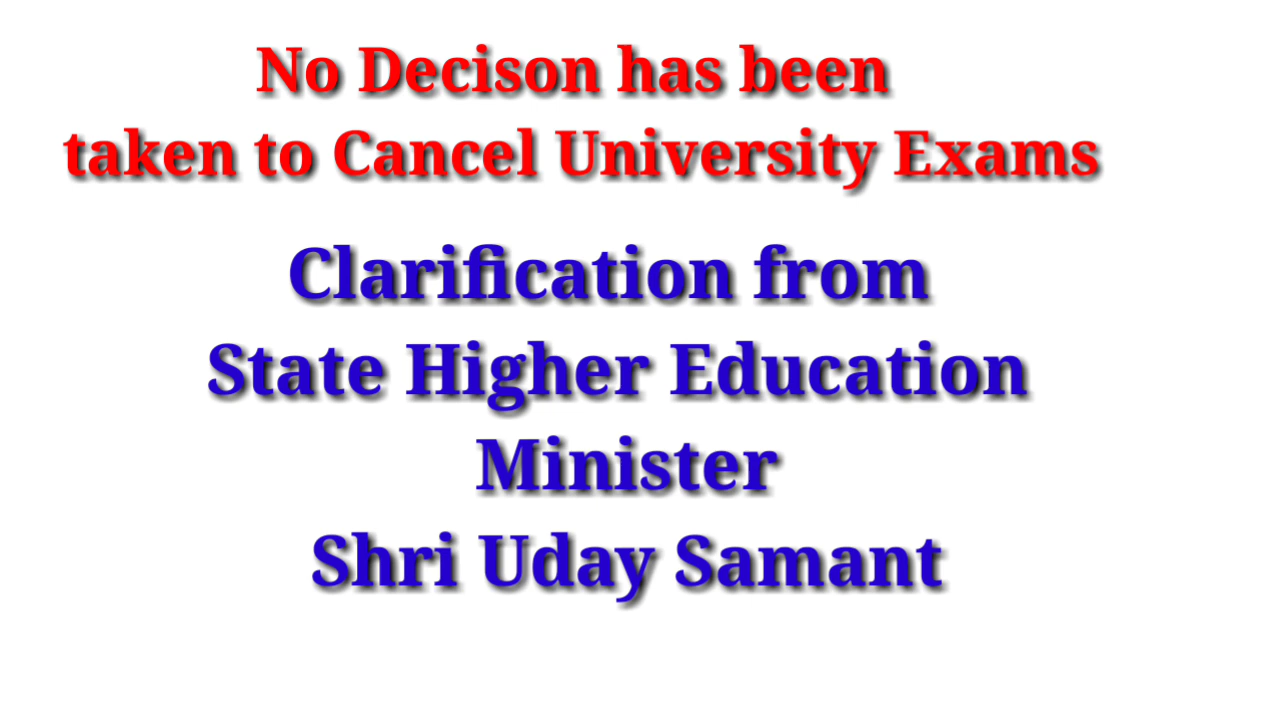 No Decison has been
taken to Cancel University Exams
Clarification from
State Higher Education
Minister
Shri Uday Samant